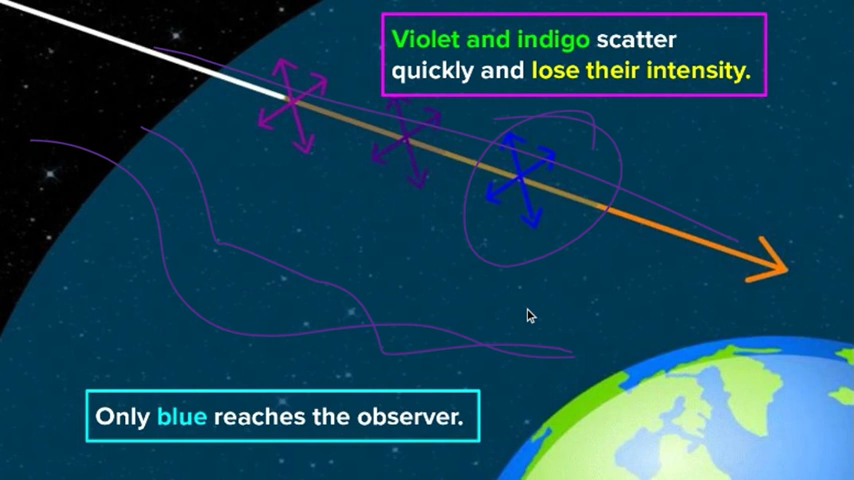 Violet and indigo scatter
quickly and lose their intensity.
Only blue reaches the observer.